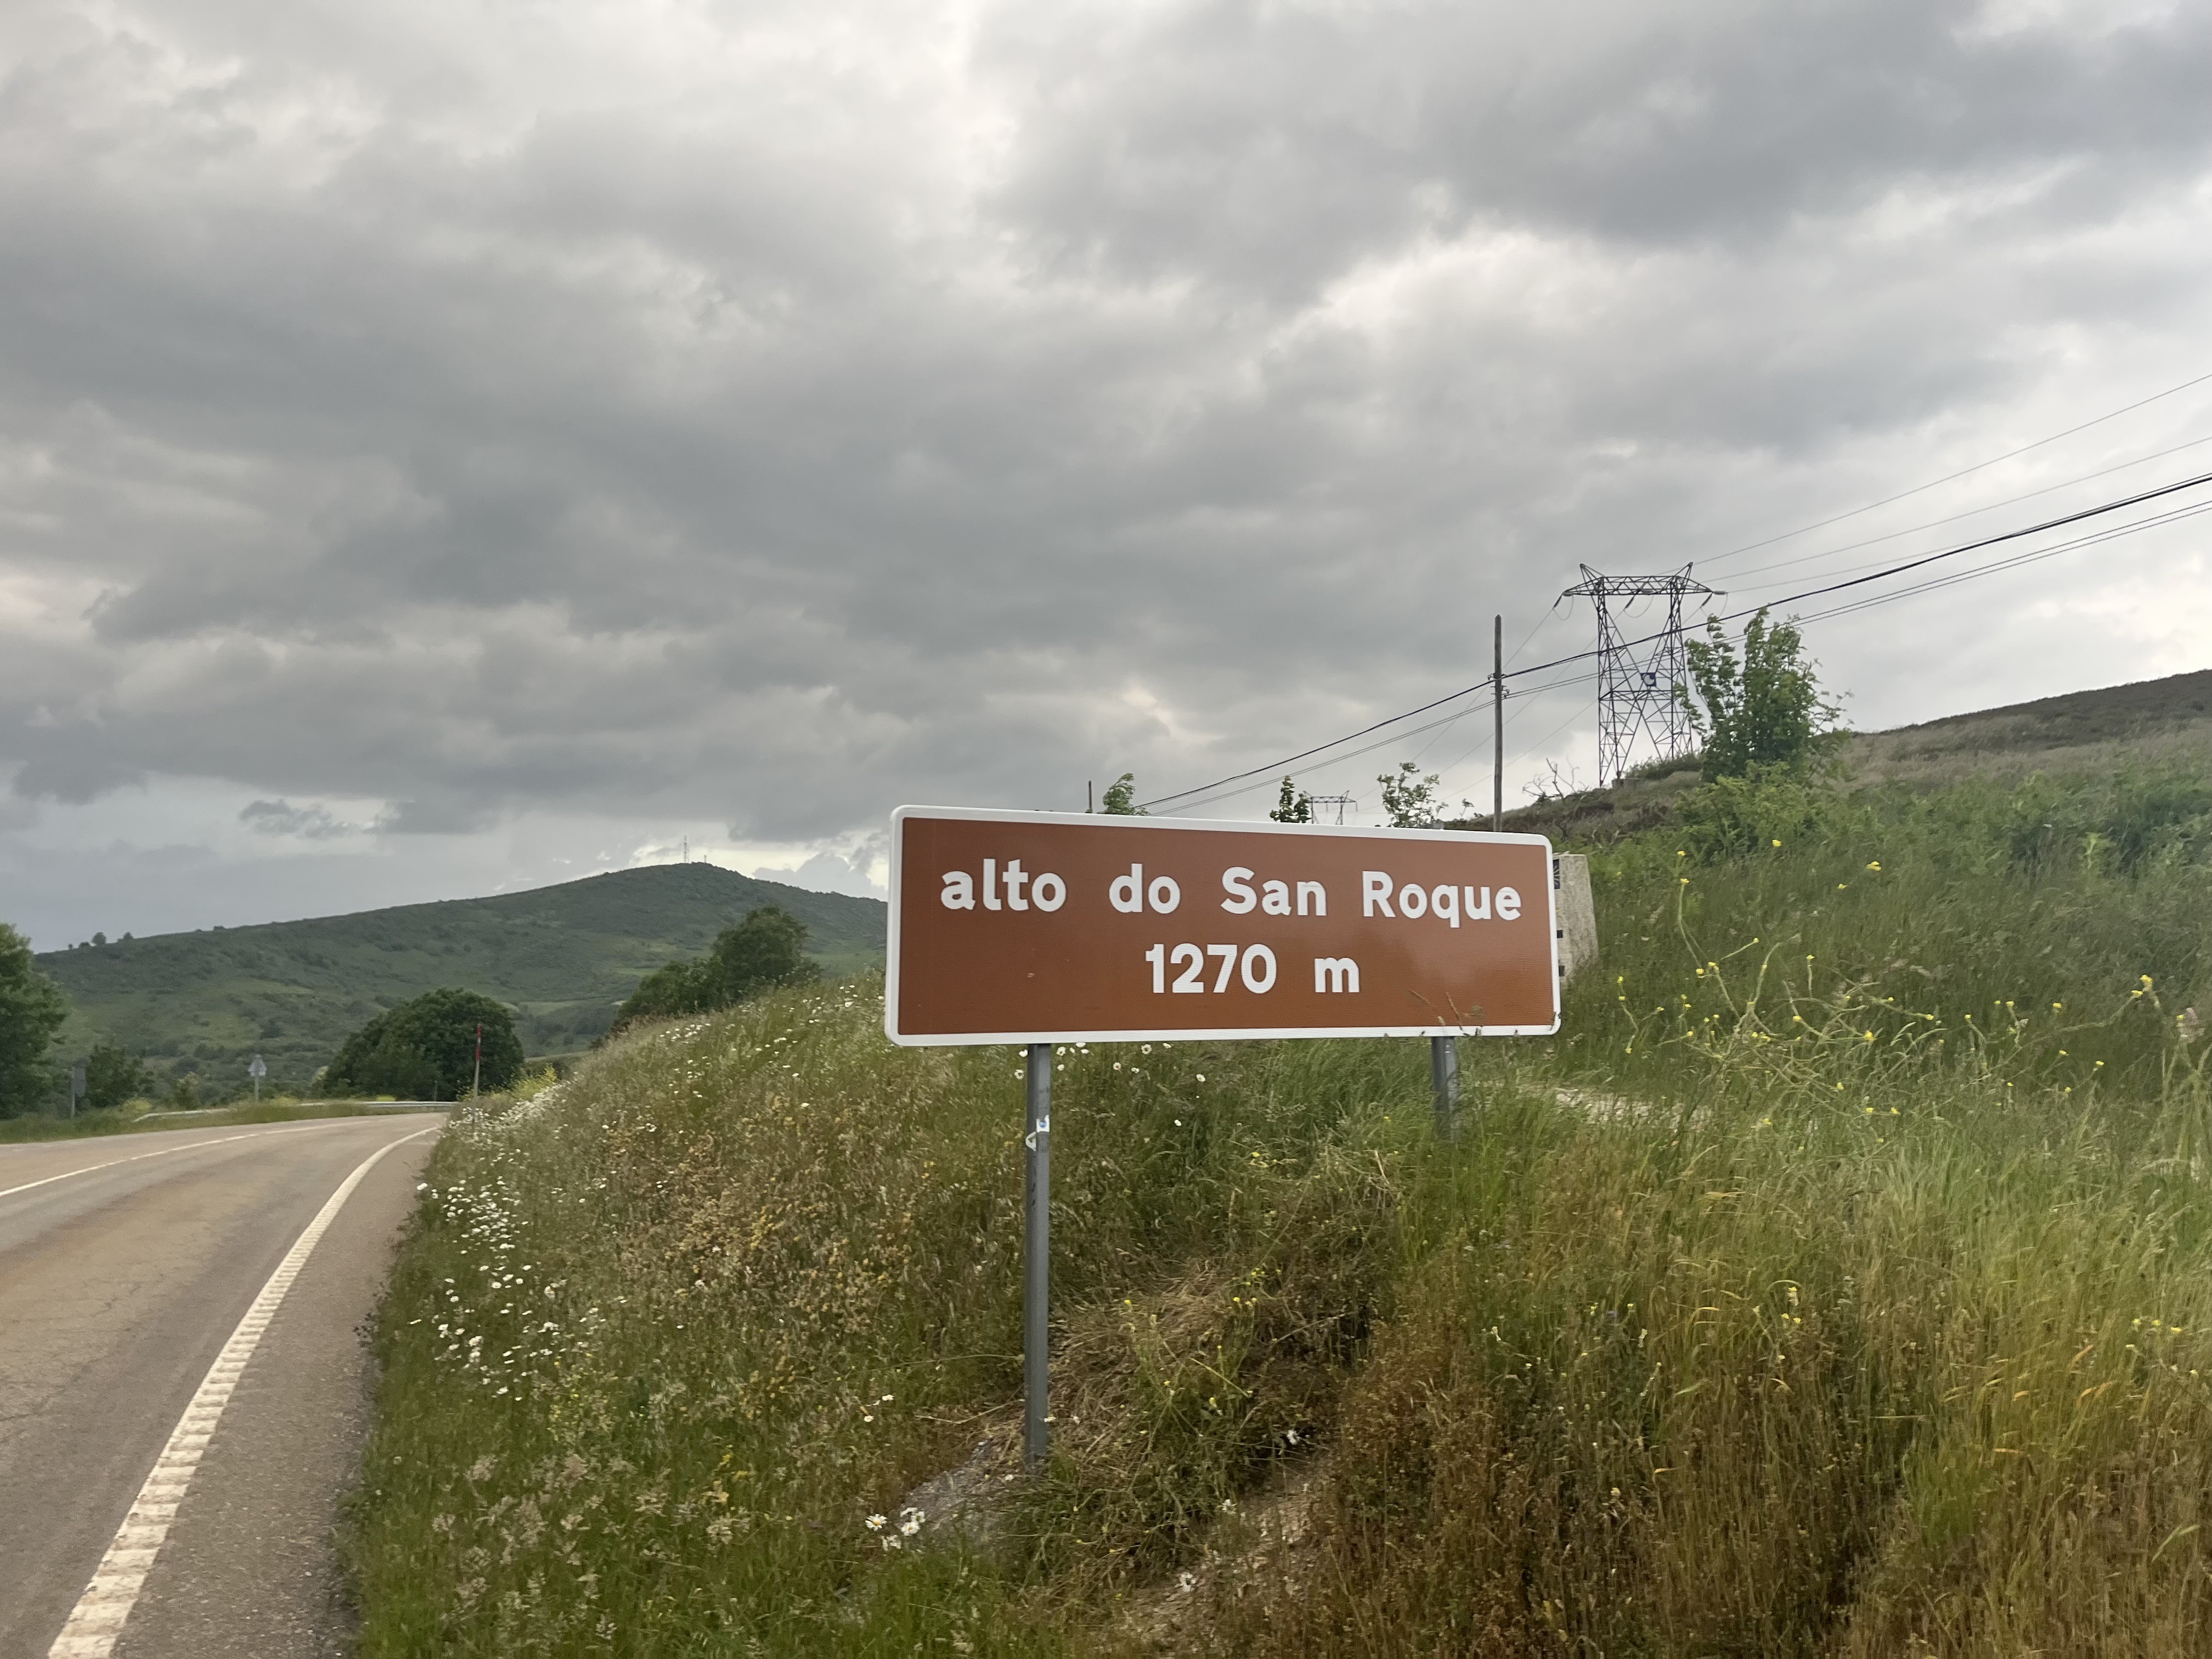 alto do San Roque
1270 m